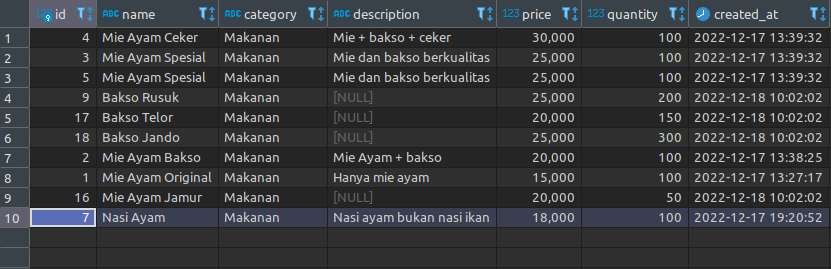 123 id ABC name ABC category ABC description 123 price 123 quantity created_at
1 4 Mie Ayam Ceker Makanan Mie + bakso + ceker 30,000 100 2022-12-17 13:39:32
2 3 Mie Ayam Spesial Makanan Mie dan bakso berkualitas 25,000 100 2022-12-17 13:39:32
3 5 Mie Ayam Spesial Makanan Mie dan bakso berkualitas 25,000 100 2022-12-17 13:39:32
4 9 Bakso Rusuk Makanan [NULL] 25,000 200 2022-12-18 10:02:02
5 17 Bakso Telor Makanan [NULL] 20,000 150 2022-12-18 10:02:02
6 18 Bakso Jando Makanan [NULL] 25,000 300 2022-12-18 10:02:02
7 2 Mie Ayam Bakso Makanan Mie Ayam + bakso 20,000 100 2022-12-17 13:38:25
8 1 Mie Ayam Original Makanan Hanya mie ayam 15,000 100 2022-12-17 13:27:17
9 16 Mie Ayam Jamur Makanan [NULL] 20,000 50 2022-12-18 10:02:02
10 7 Nasi Ayam Makanan Nasi ayam bukan nasi ikan 18,000 100 2022-12-17 19:20:52